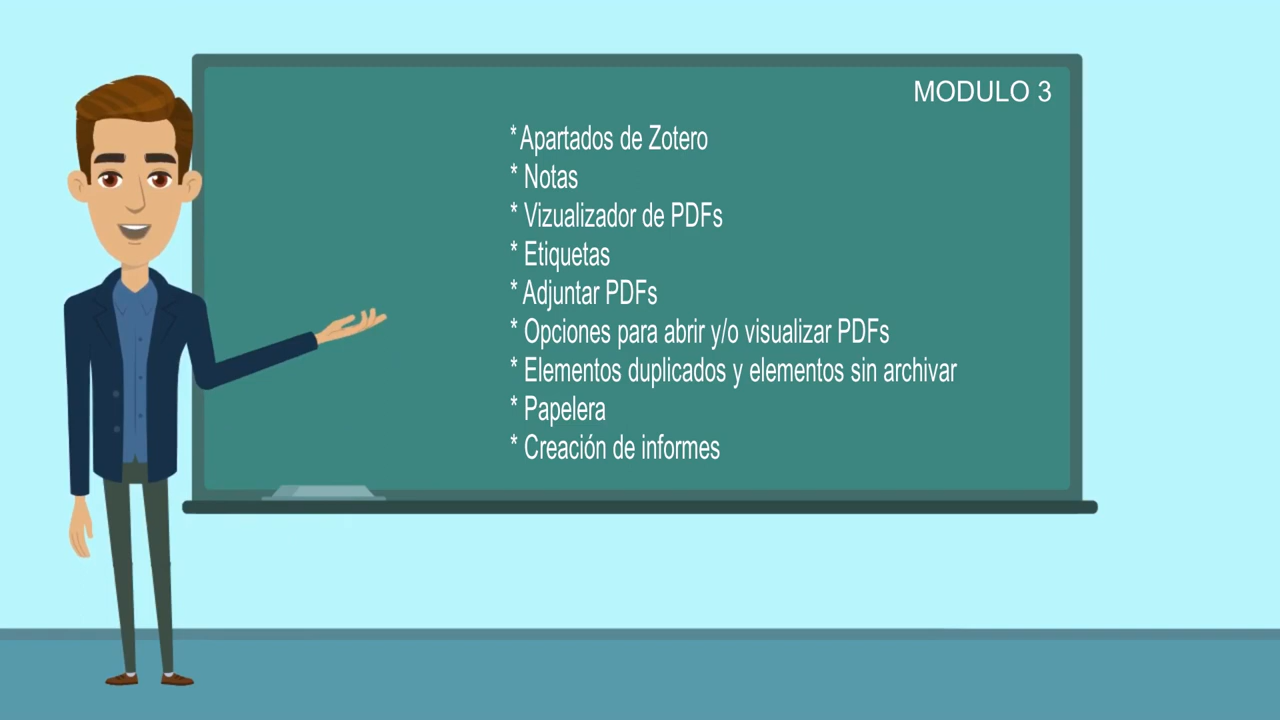 MODULO 3
* Apartados de Zotero
* Notas
* Vizualizador de PDFs
* Etiquetas
* Adjuntar PDFs
* Opciones para abrir y/o visualizar PDFs
* Elementos duplicados y elementos sin archivar
* Papelera
* Creación de informes